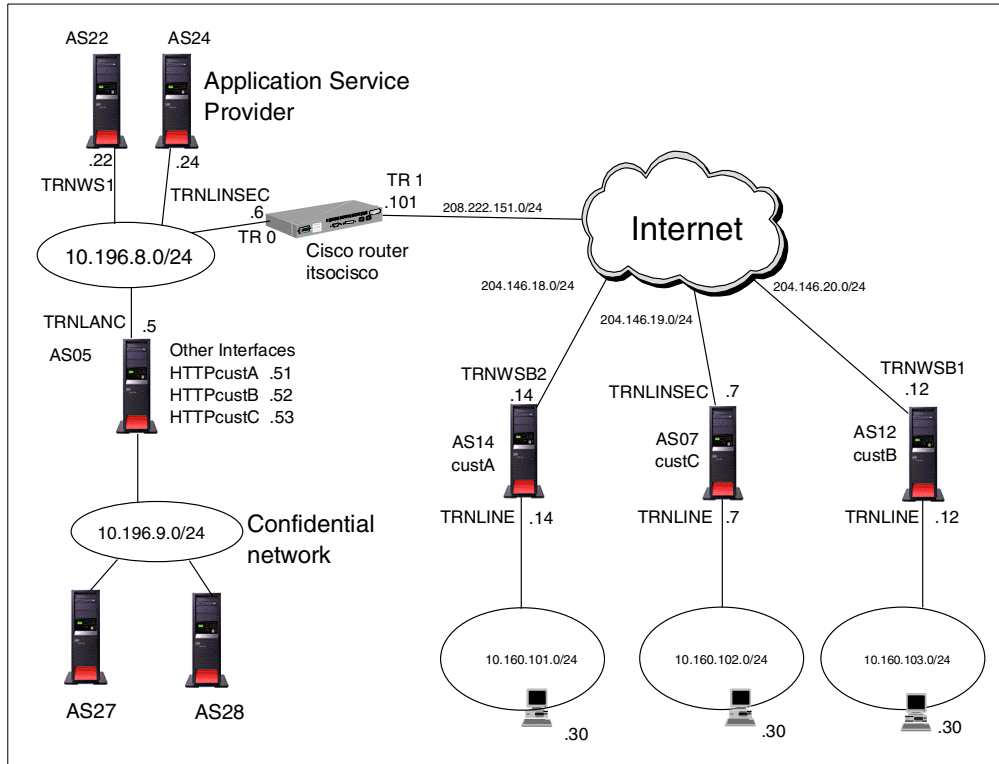 AS22
AS24
Application Service
Provider
.22
.24
TRNWS1
TRNLINSEC
.6
TR 0
TR 1
.101
208.222.151.0/24
Cisco router
itsocisco
Internet
10.196.8.0/24
204.146.18.0/24
204.146.19.0/24
204.146.20.0/24
TRNLANC
.5
AS05
Other Interfaces
HTTPcustA .51
HTTPcustB .52
HTTPcustC .53
TRNWSB2
.14
TRNLINSEC
.7
TRNWSB1
.12
AS14
custA
AS07
custC
AS12
custB
TRNLINE
.14
TRNLINE
.7
TRNLINE
.12
10.196.9.0/24
Confidential
network
AS27
AS28
10.160.101.0/24
10.160.102.0/24
10.160.103.0/24
.30
.30
.30